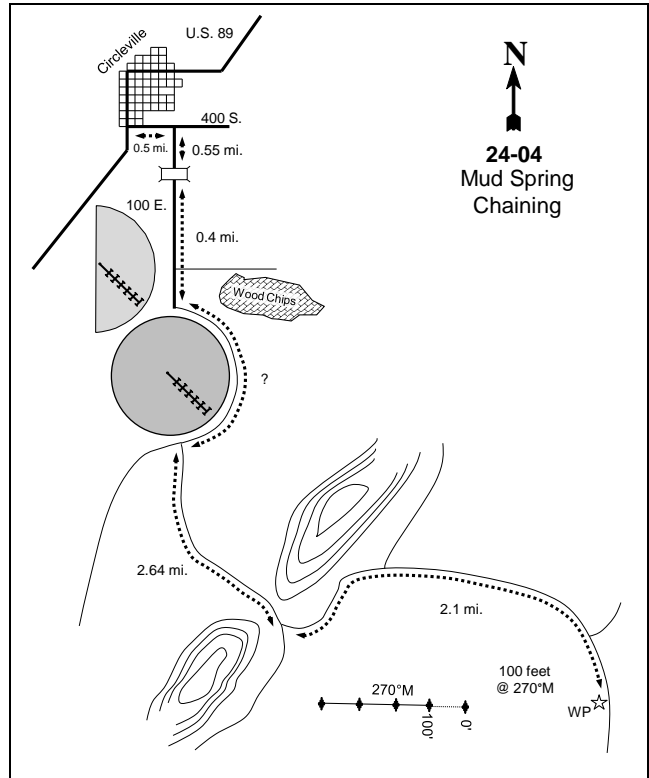 U.S. 89
Circleville
N
400 S.
24-04
Mud Spring
Chaining
0.5 mi.
0.55 mi.
100 E.
0.4 mi.
Wood Chips
?
2.64 mi.
2.1 mi.
100 feet
@ 270°M
270°M
WP
100'
0'